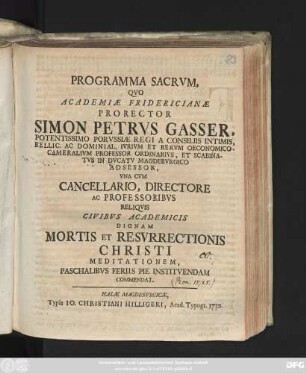 PROGRAMMA SACRVM,
QVO
ACADEMIÆ FRIDERICIANÆ
PRORECTOR
SIMON PETRVS GASSER,
POTENTISSIMO PORVSSIÆ REGI A CONSILIIS INTIMIS,
BELLIC. AC DOMINIAL. IVRIVM ET RERVM OECONOMICO-
CAMERALIVM PROFESSOR ORDINARIVS, ET SCABINA-
TVS IN DVCATV MAGDEBVRGICO
ADSESSOR,
VNA CVM
CANCELLARIO, DIRECTORE
AC PROFESSORIBVS
RELIQVIS
CIVIBVS ACADEMICIS
DIGNAM
MORTIS ET RESVRRECTIONIS
CHRISTI
MEDITATIONEM,
PASCHALIBVS FERIIS PIE INSTITVENDAM
COMMENDAT.
HALÆ MAGDEBVRGICÆ,
Typis IO. CHRISTIANI HILLIGERI, Acad. Typogr. 1730.